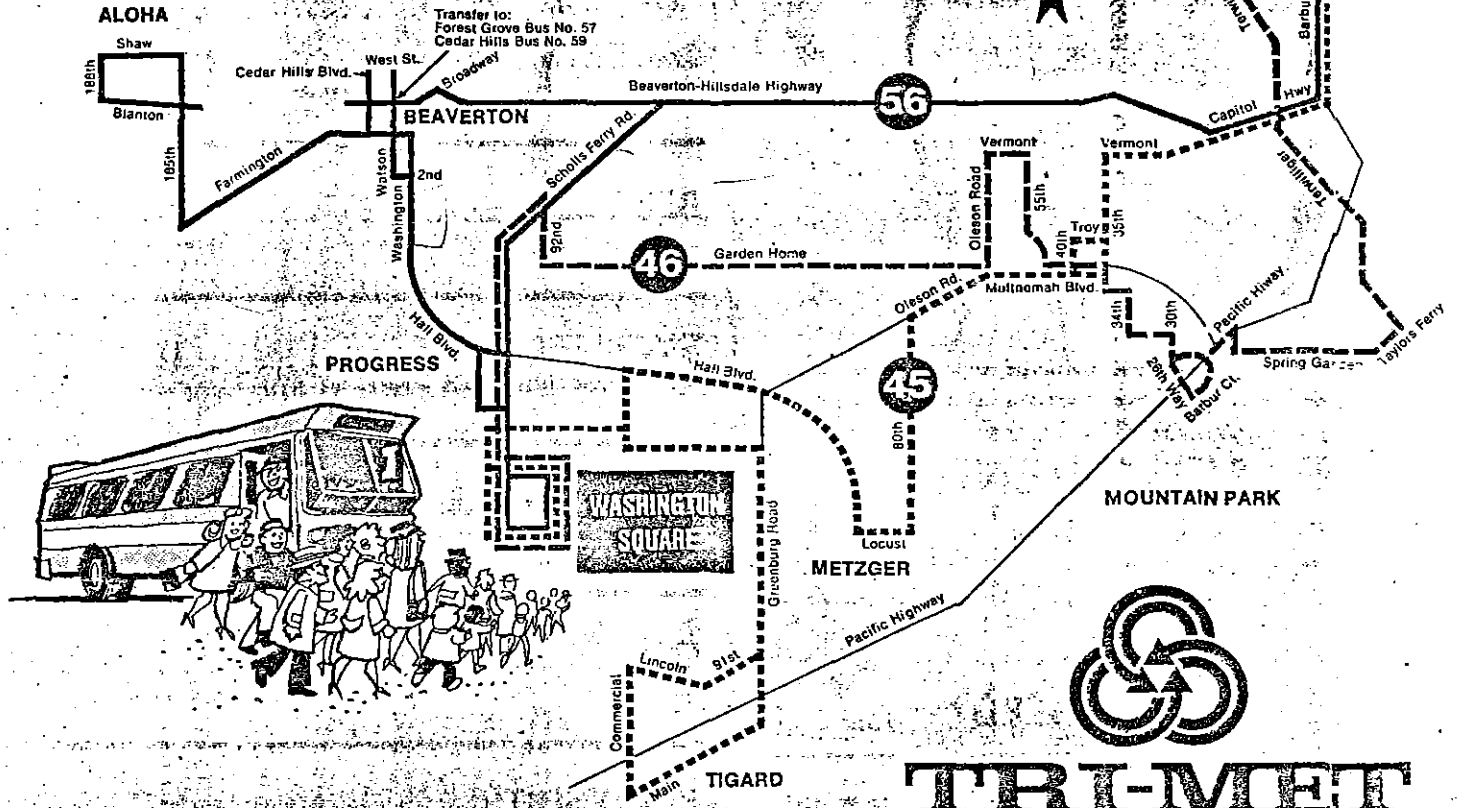 ALOHA
Shaw
188th
Blanton
185th
Farmington
Transfer to:
Forest Grove Bus No. 57
Cedar Hills Bus No. 59
West St.
Cedar Hills Blvd.
Broadway
BEAVERTON
Beaverton-Hillsdale Highway
56
Capitol Hwy
Barbu
Terwi
Watson
2nd
Washington
Scholls Ferry Rd.
92nd
46
Garden Home
Vermont
Oleson Road
55th
Vermont
Troy
40th
35th
Terwilliger
Multnomah Blvd.
Oleson Rd.
34th
30th
Pacific Hiway
26th Way
Barbur Ct.
Spring Garden
Taylors Ferry
Hall Blvd.
PROGRESS
Hall Blvd.
45
80th
MOUNTAIN PARK
WASHINGTON
SQUARE
Locust
METZGER
Greenburg Road
Pacific Highway
Lincoln
91st
Commercial
Main
TIGARD
TRI-MET